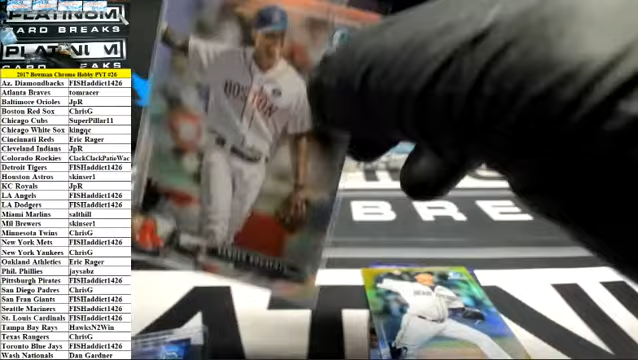 PLATINUM
CARD BREAKS
PLATIN M
CARD BREAKS
2017 Bowman Chrome Hobby PYT #26
Az. Diamondbacks FISHaddict1426
Atlanta Braves tomracer
Baltimore Orioles JpR
Boston Red Sox ChrisG
Chicago Cubs SuperPillar11
Chicago White Sox kingqc
Cincinnati Reds Eric Rager
Cleveland Indians JpR
Colorado Rockies ClackClackPattieWac
Detroit Tigers FISHaddict1426
Houston Astros skinser1
KC Royals JpR
LA Angels FISHaddict1426
LA Dodgers FISHaddict1426
Miami Marlins salthill
Mil Brewers skinser1
Minnesota Twins ChrisG
New York Mets FISHaddict1426
New York Yankees ChrisG
Oakland Athletics Eric Rager
Phil. Phillies jaysabz
Pittsburgh Pirates FISHaddict1426
San Diego Padres ChrisG
San Fran Giants FISHaddict1426
Seattle Mariners FISHaddict1426
St. Louis Cardinals FISHaddict1426
Tampa Bay Rays HawksN2Win
Texas Rangers ChrisG
Toronto Blue Jays FISHaddict1426
Wash Nationals Dan Gardner
BOSTON
BRE
ATIN